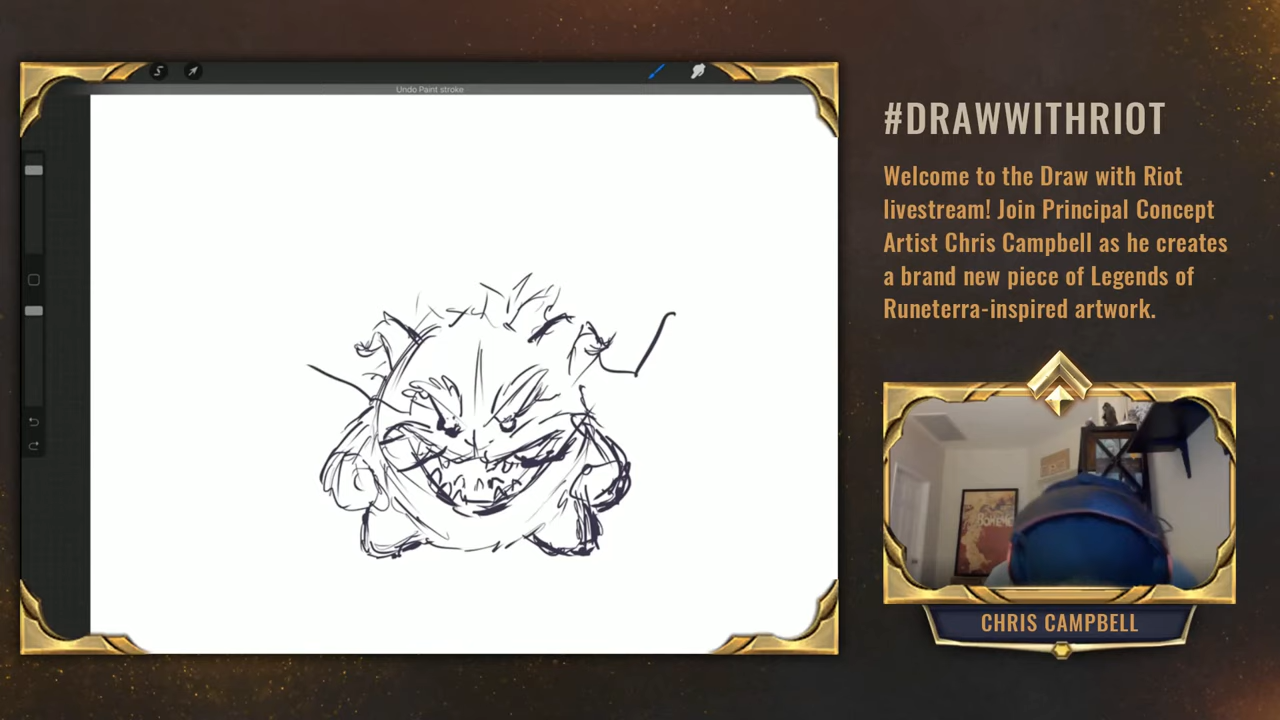 Undo Paint stroke
#DRAWWITHRIOT
Welcome to the Draw with Riot
livestream! Join Principal Concept
Artist Chris Campbell as he creates
a brand new piece of Legends of
Runeterra-inspired artwork.
CHRIS CAMPBELL